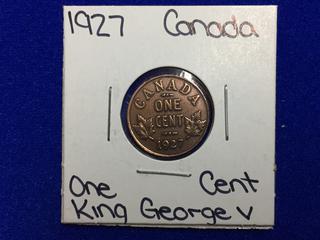 1927 Canada
CANADA
ONE
CENT
1927
One Cent
King George V